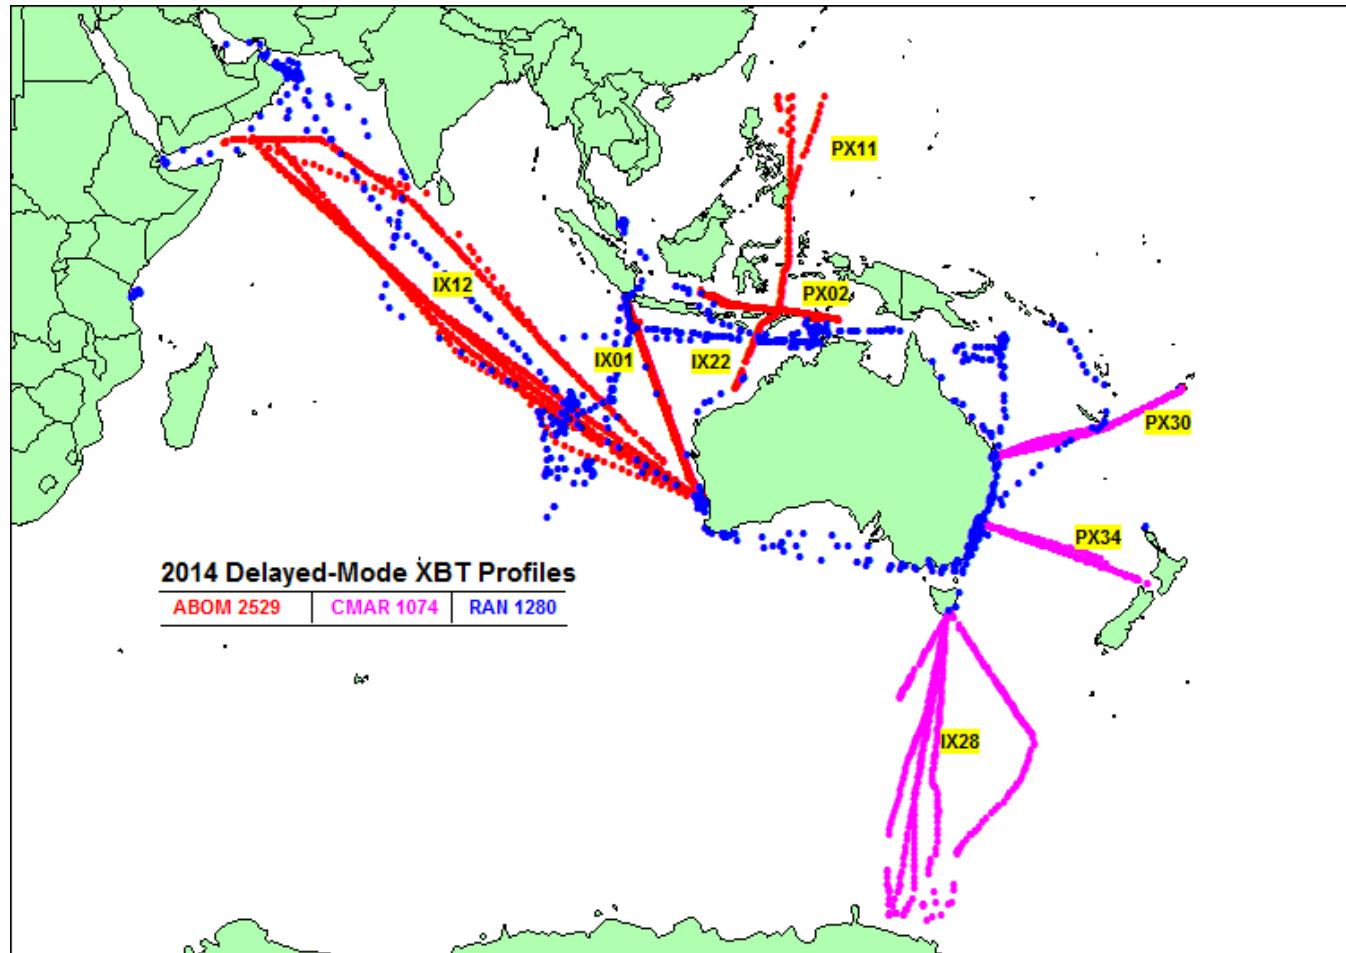 PX11
IX12
PX02
IX01
IX22
PX30
PX34
2014 Delayed-Mode XBT Profiles
ABOM 2529 CMAR 1074 RAN 1280
IX28